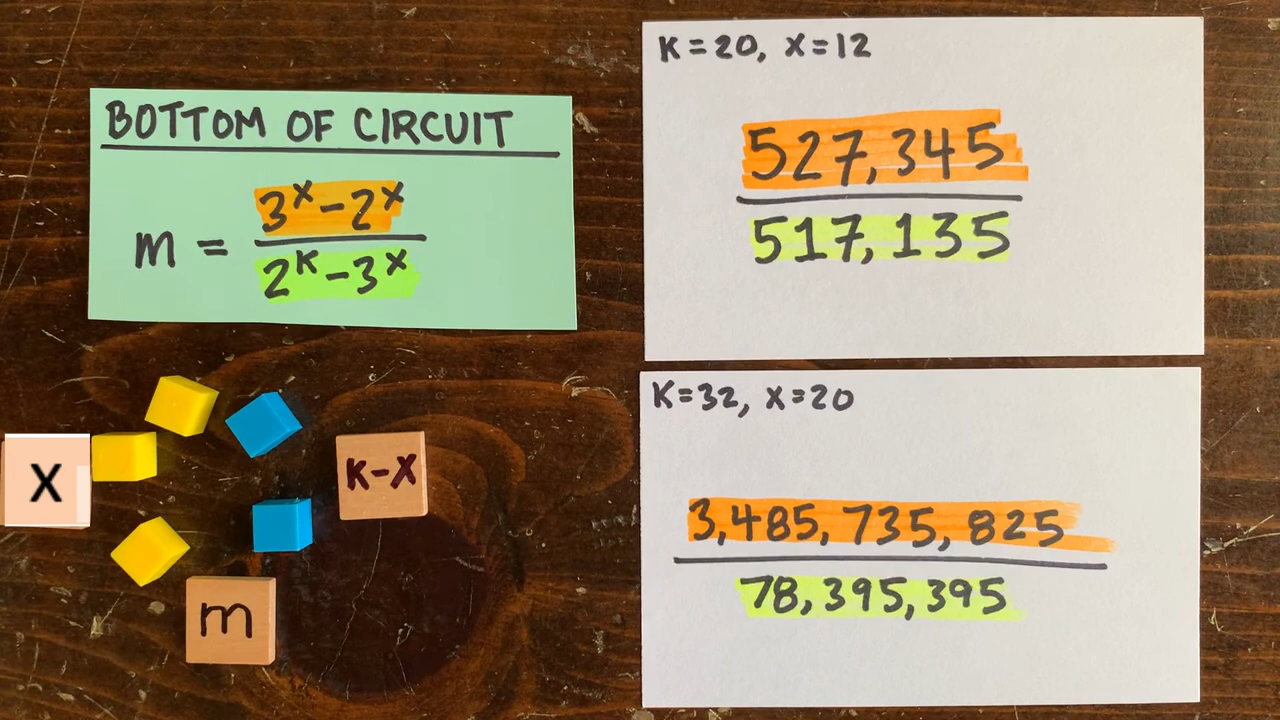 BOTTOM OF CIRCUIT
m = (3^x - 2^x) / (2^K - 3^x)
X
K-X
m
K=20, X=12
527,345
517,135
K=32, X=20
3,485,735,825
78,395,395